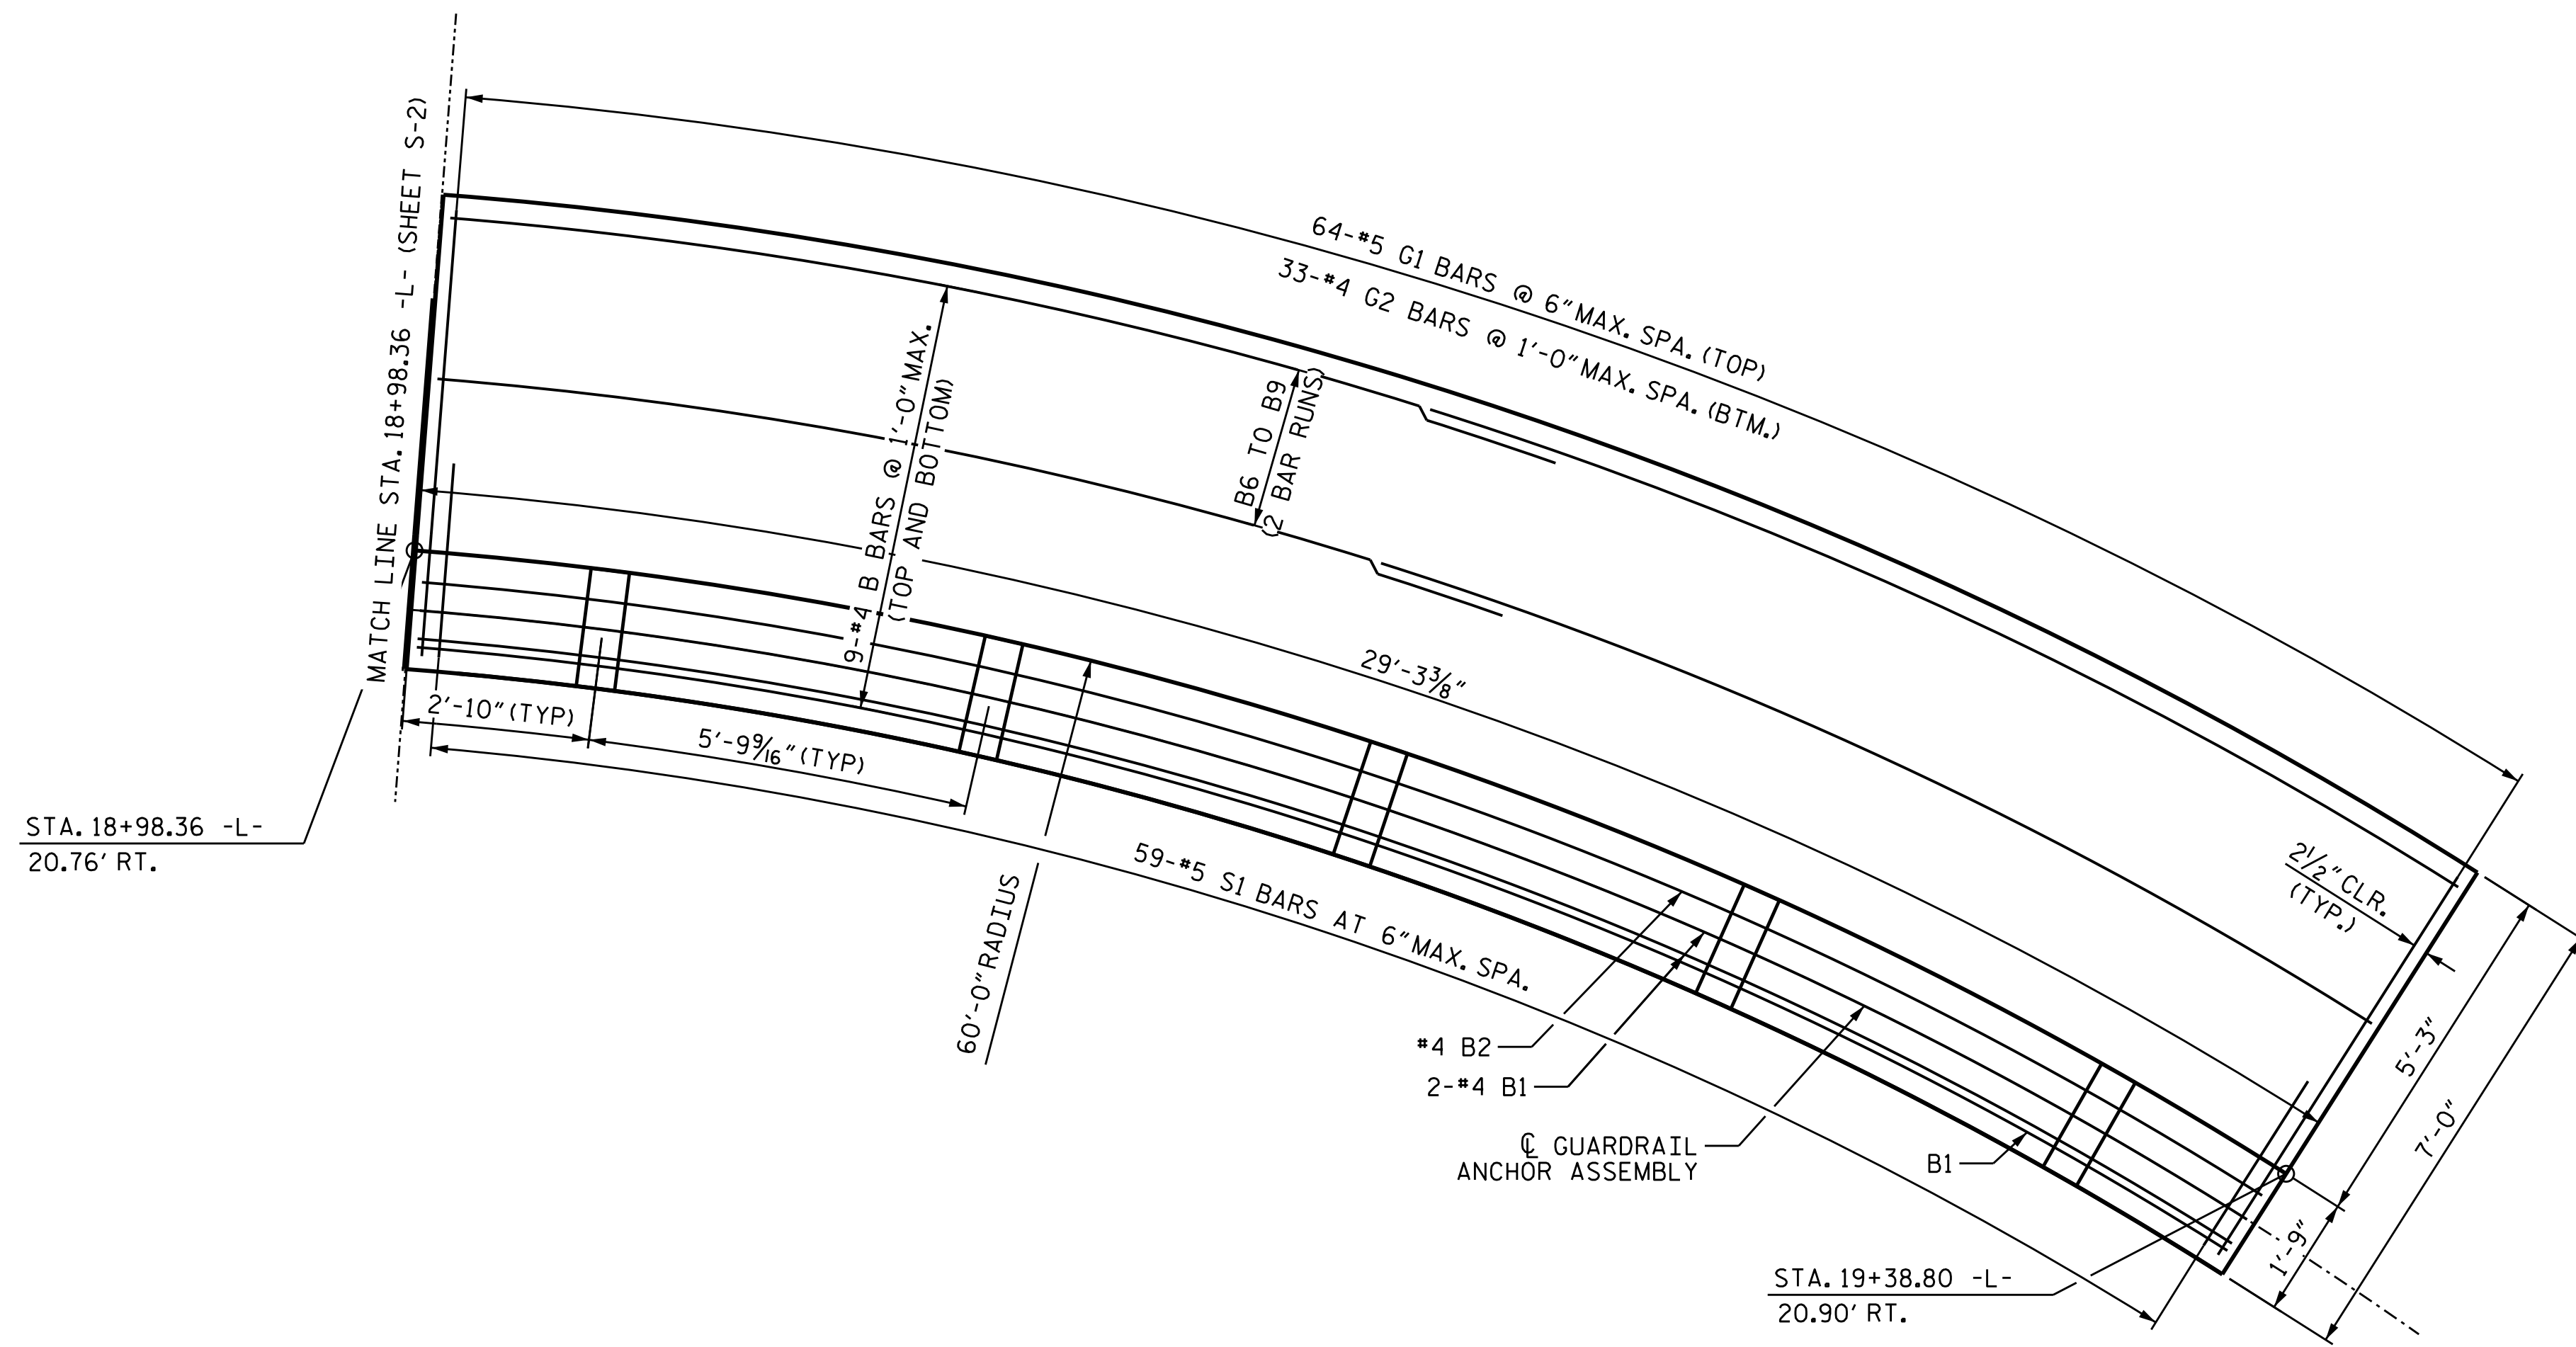 MATCH LINE STA. 18+98.36 -L- (SHEET S-2)
64-#5 G1 BARS @ 6" MAX. SPA. (TOP)
33-#4 G2 BARS @ 1'-0" MAX. SPA. (BTM.)
9-#4 B BARS @ 1'-0" MAX.
(TOP AND BOTTOM)
B6 TO B9
(2 BAR RUNS)
29'-3⅜"
2'-10" (TYP)
5'-9 9/16" (TYP)
STA. 18+98.36 -L-
20.76' RT.
60'-0" RADIUS
59-#5 S1 BARS AT 6" MAX. SPA.
2½" CLR.
(TYP.)
#4 B2
2-#4 B1
℄ GUARDRAIL
ANCHOR ASSEMBLY
B1
5'-3"
7'-0"
1'-9"
STA. 19+38.80 -L-
20.90' RT.